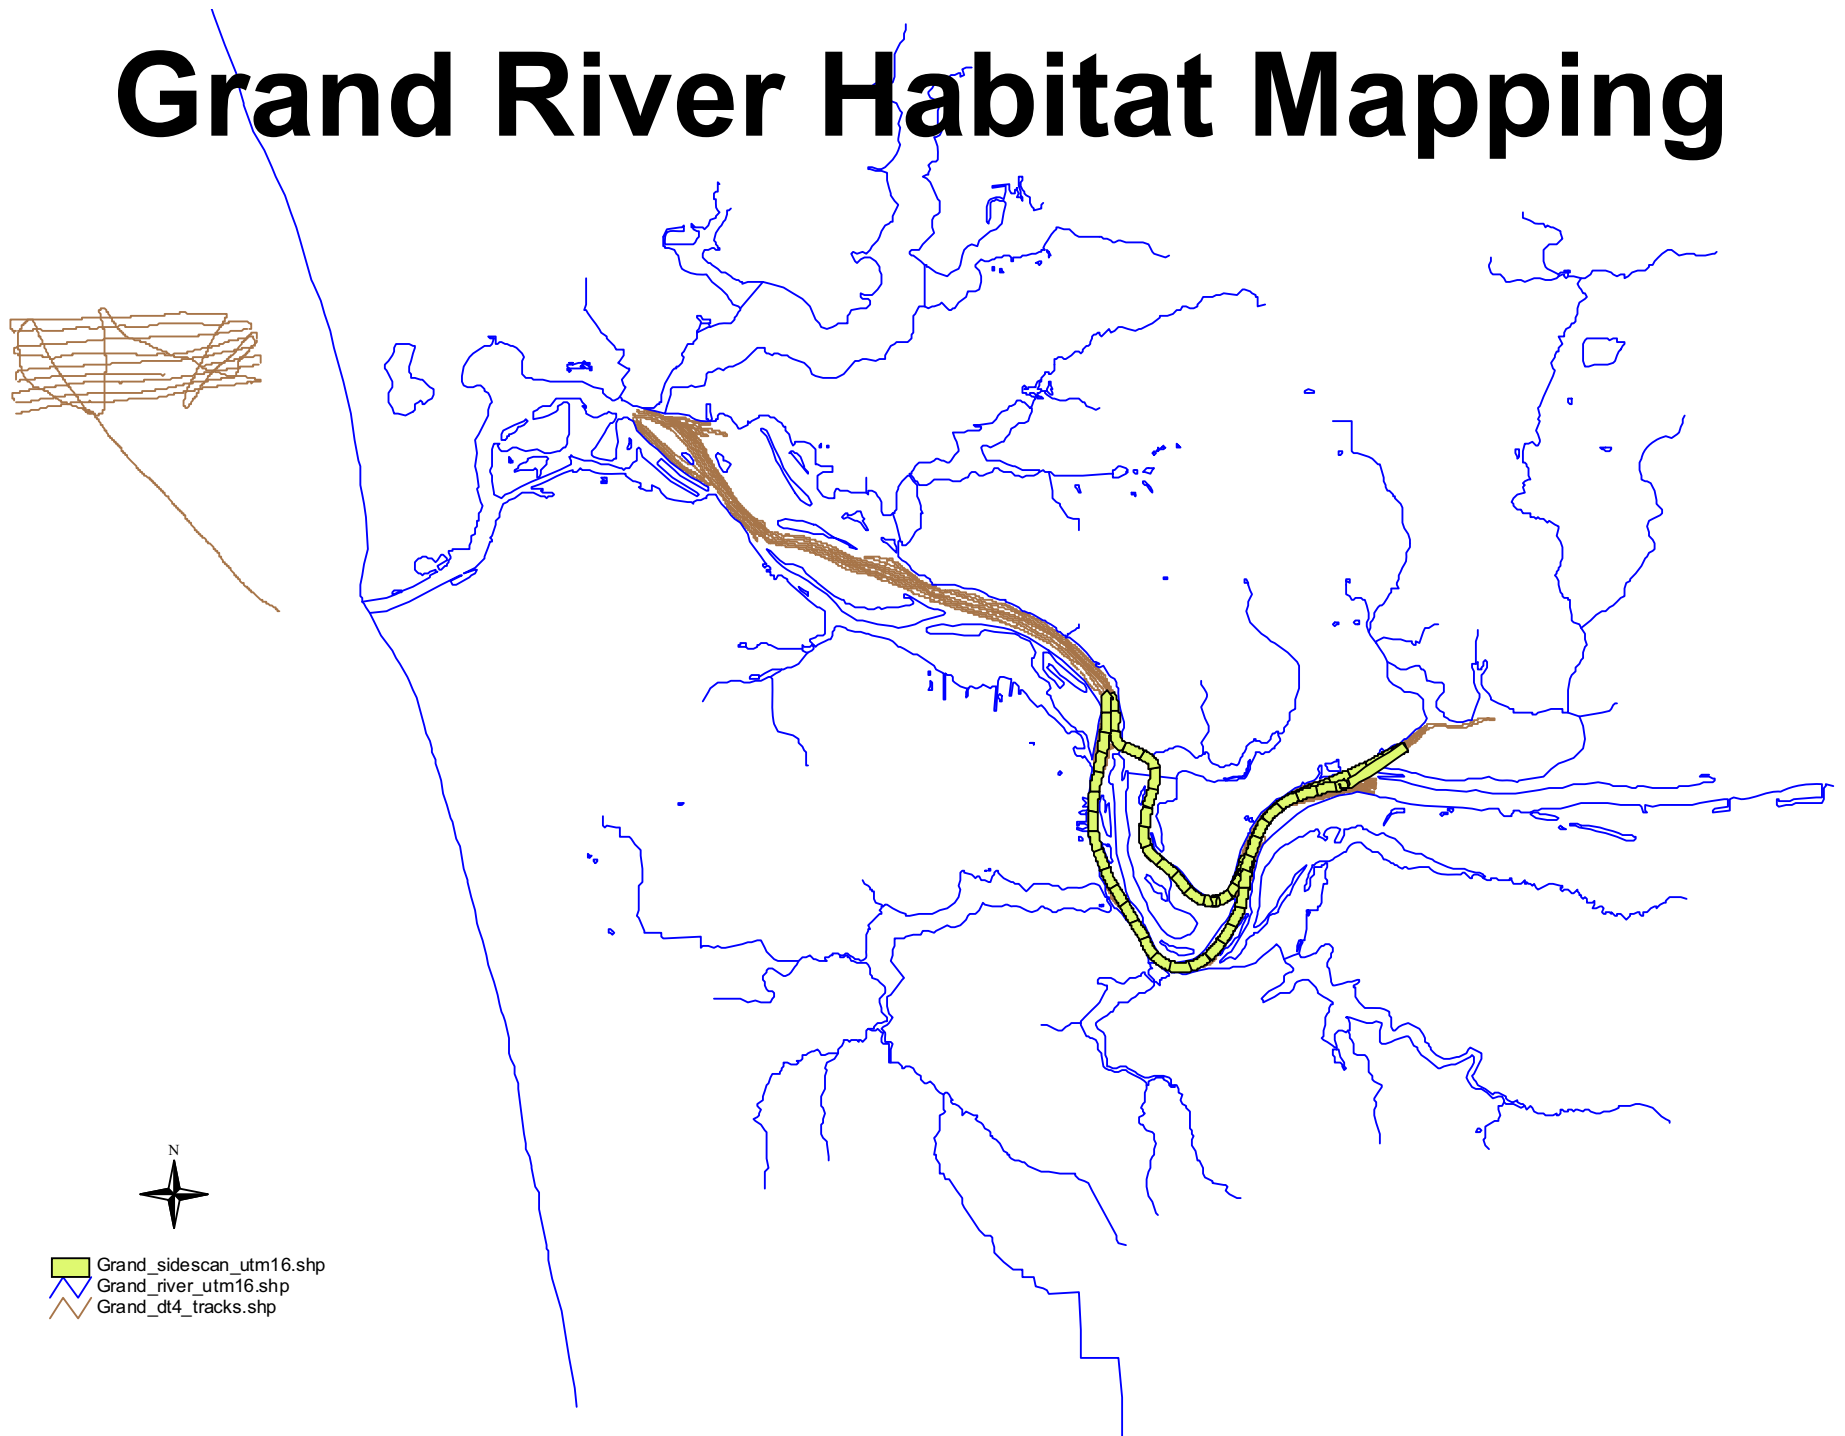 Grand River Habitat Mapping
N
Grand_sidescan_utm16.shp
Grand_river_utm16.shp
Grand_dt4_tracks.shp